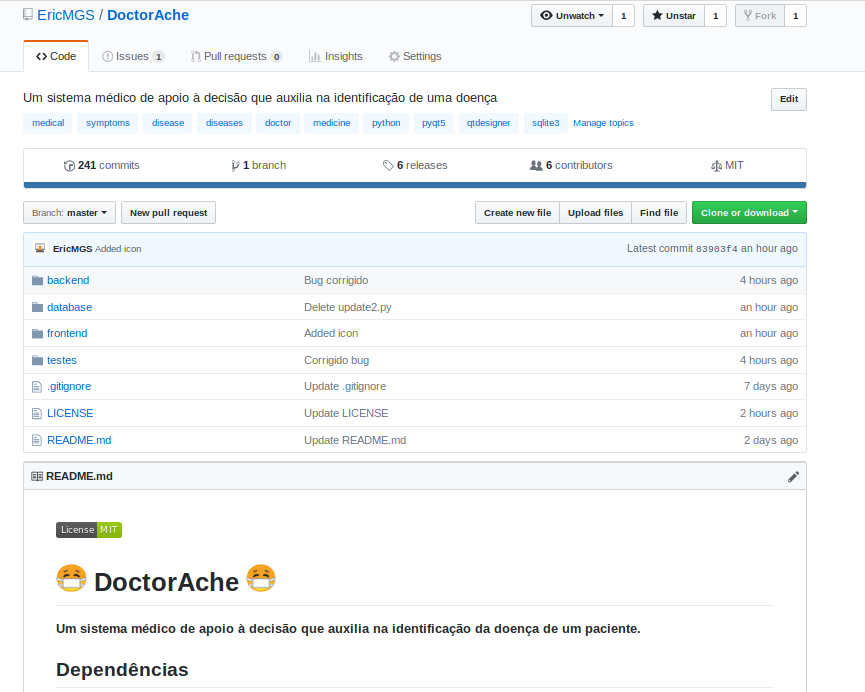 EricMGS / DoctorAche
Unwatch 1 Unstar 1 Fork 1
Code Issues 1 Pull requests 0 Insights Settings
Um sistema médico de apoio à decisão que auxilia na identificação de uma doença
Edit
medical symptoms disease diseases doctor medicine python pyqt5 qtdesigner sqlite3 Manage topics
241 commits 1 branch 6 releases 6 contributors MIT
Branch: master New pull request Create new file Upload files Find file Clone or download
EricMGS Added icon Latest commit 83903f4 an hour ago
backend Bug corrigido 4 hours ago
database Delete update2.py an hour ago
frontend Added icon an hour ago
testes Corrigido bug 4 hours ago
.gitignore Update .gitignore 7 days ago
LICENSE Update LICENSE 2 hours ago
README.md Update README.md 2 days ago
README.md
License MIT
DoctorAche
Um sistema médico de apoio à decisão que auxilia na identificação da doença de um paciente.
Dependências